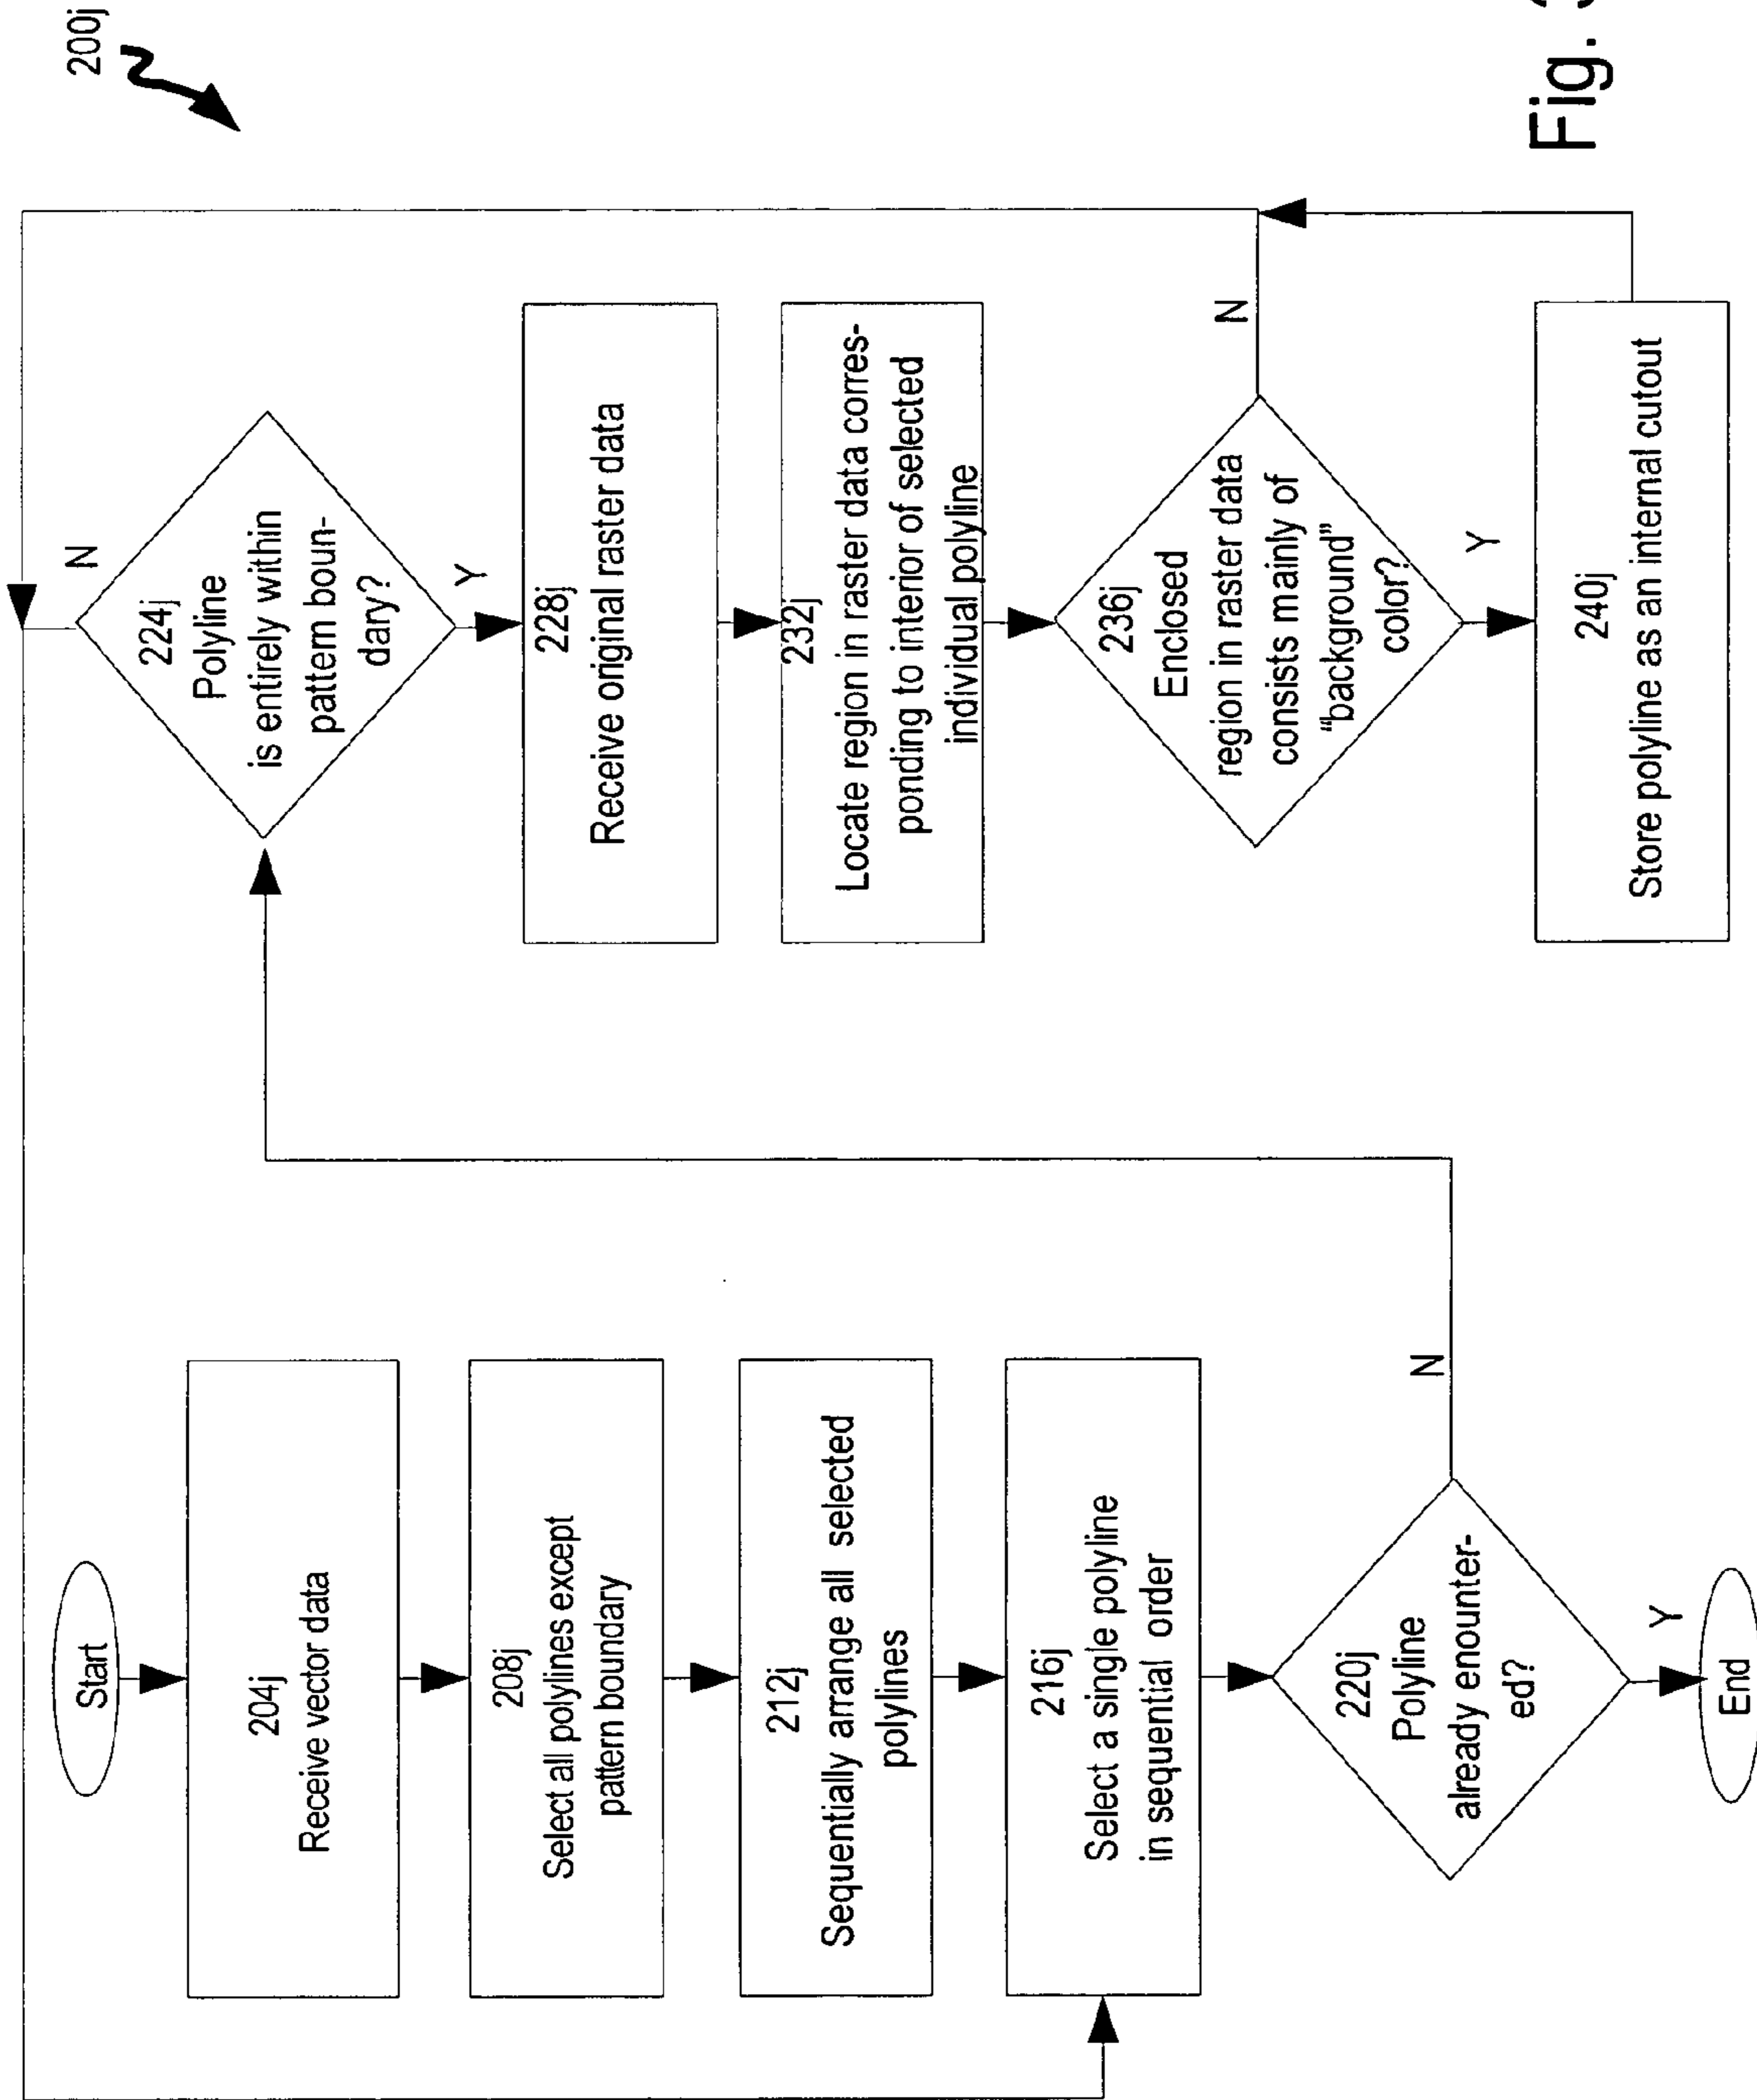 200j
Start
204j
Receive vector data
208j
Select all polylines except
pattern boundary
212j
Sequentially arrange all selected
polylines
216j
Select a single polyline
in sequential order
220j
Polyline
already enounter-
ed?
N
Y
End
224j
Polyline
is entirely within
pattern boun-
dary?
N
Y
228j
Receive original raster data
232j
Locate region in raster data corres-
ponding to interior of selected
individual polyline
236j
Enclosed
region in raster data
consists mainly of
"background"
color?
N
Y
240j
Store polyline as an internal cutout
Fig.